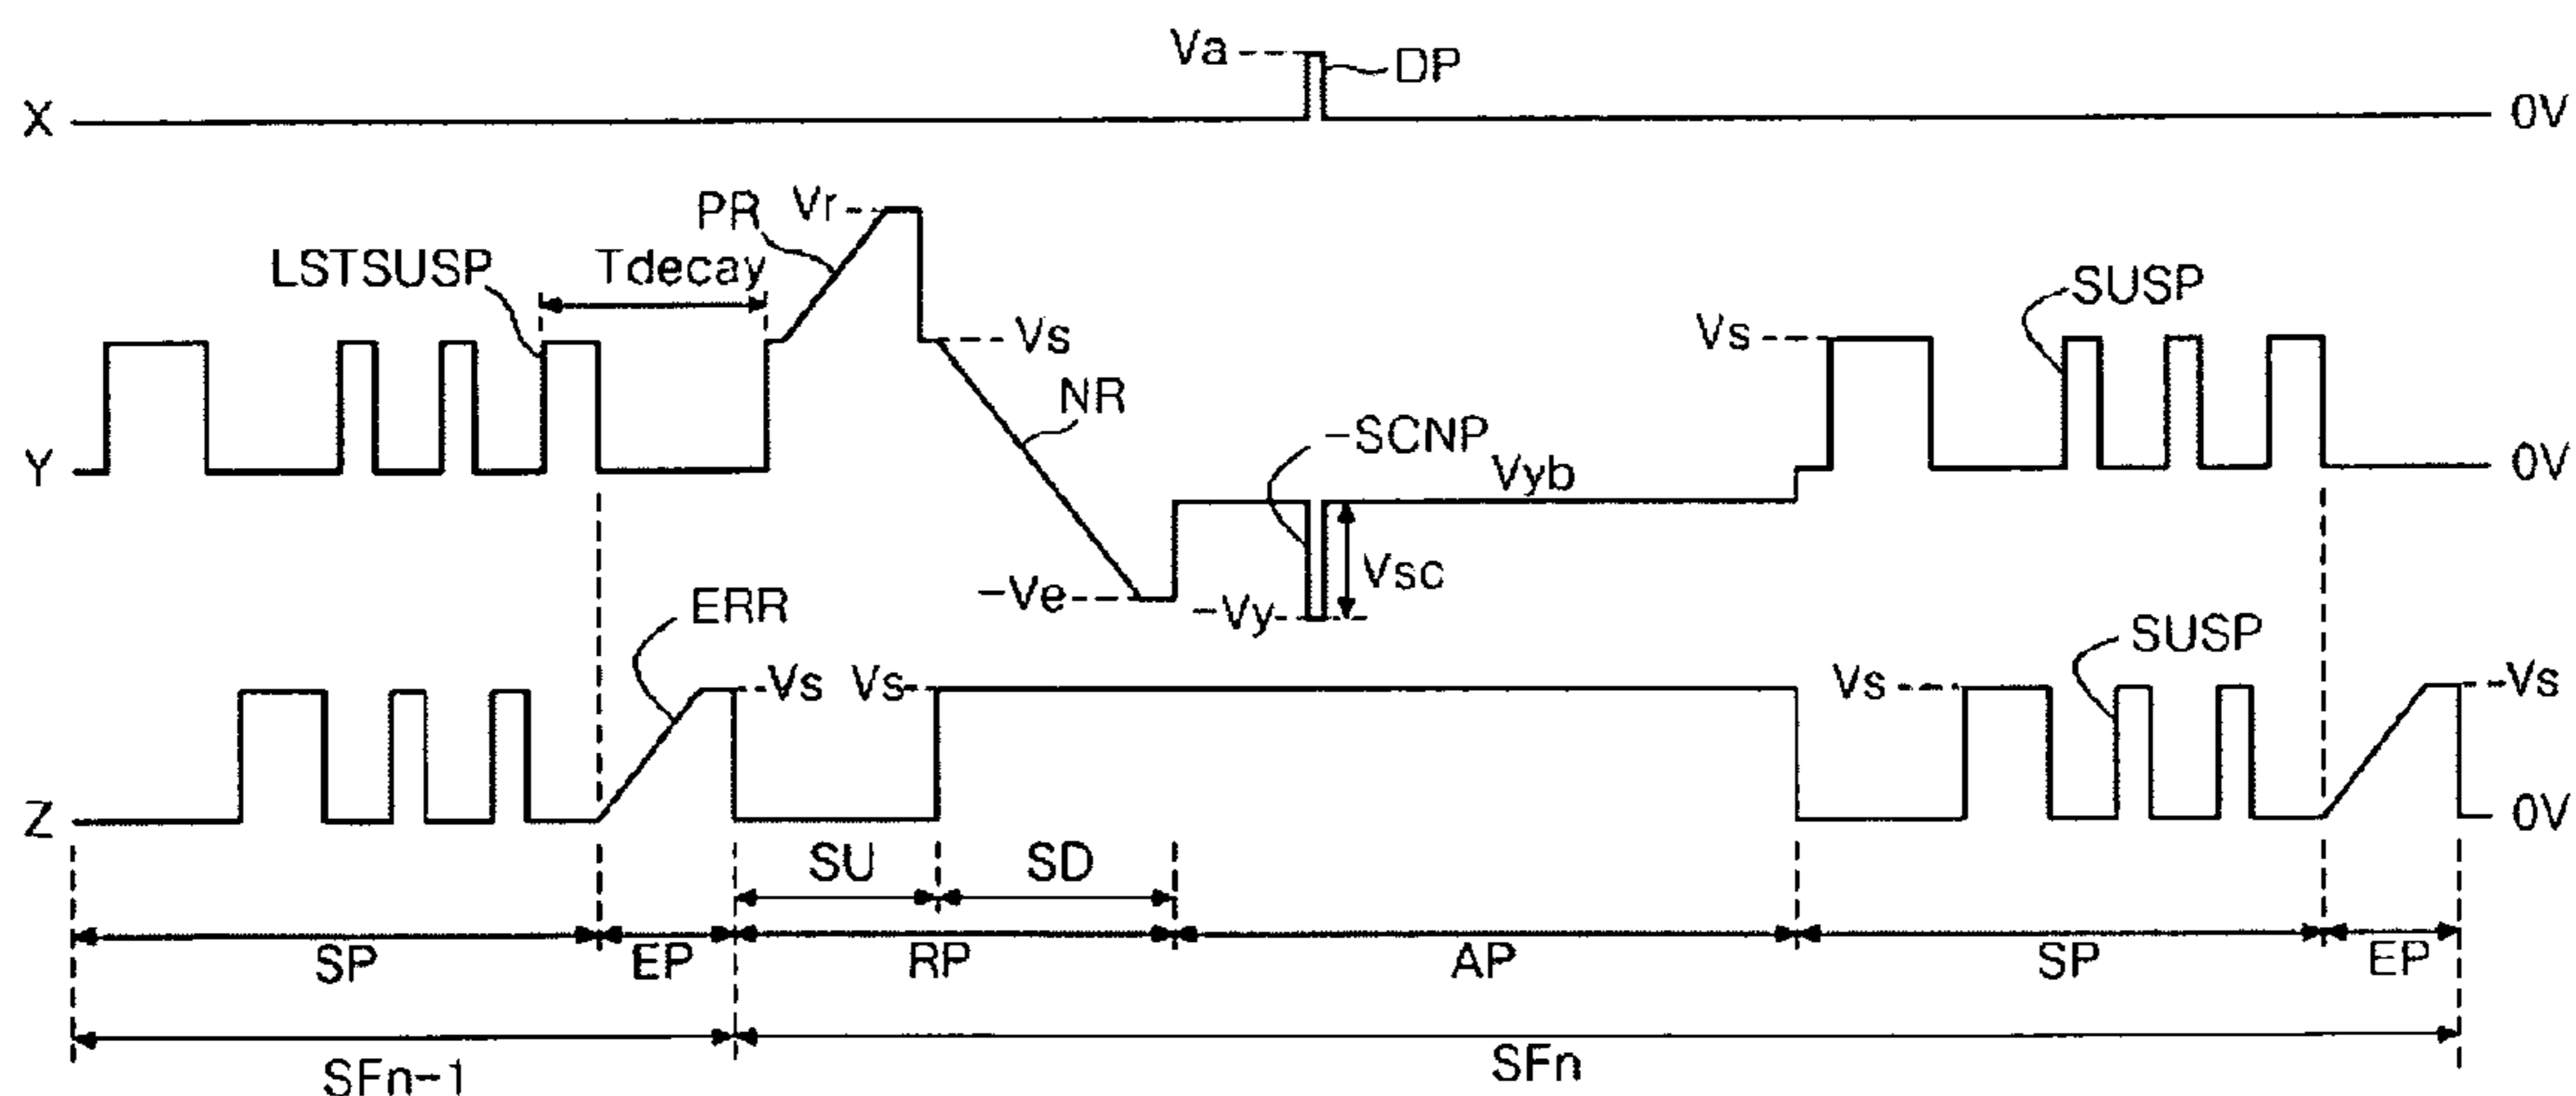 Va
DP
X
0V
PR
Vr
LSTSUSP
Tdecay
SUSP
Vs
Vs
NR
-SCNP
Vyb
Y
0V
-Ve
Vsc
-Vy
ERR
SUSP
Vs
Vs
Vs
Vs
Z
0V
SU
SD
SP
EP
RP
AP
SP
EP
SFn-1
SFn